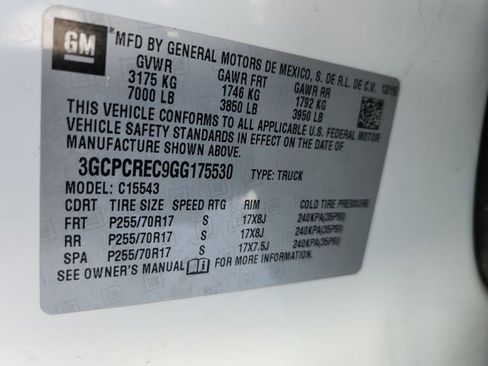 GM
*MFD BY GENERAL MOTORS DE MEXICO, S. DE R.L. DE C.V. 12/15
GVWR GAWR FRT GAWR RR
3175 KG 1746 KG 1792 KG
7000 LB 3850 LB 3950 LB
THIS VEHICLE CONFORMS TO ALL APPLICABLE U.S. FEDERAL MOTOR
VEHICLE SAFETY STANDARDS IN EFFECT ON THE DATE OF
MANUFACTURE SHOWN ABOVE.
3GCPCREC9GG175530 TYPE: TRUCK
MODEL: C15543
CDRT TIRE SIZE SPEED RTG RIM COLD TIRE PRESSURE
FRT P255/70R17 S 17X8J 240KPA(35PSI)
RR P255/70R17 S 17X8J 240KPA(35PSI)
SPA P255/70R17 S 17X7.5J 240KPA(35PSI)
SEE OWNER'S MANUAL FOR MORE INFORMATION.